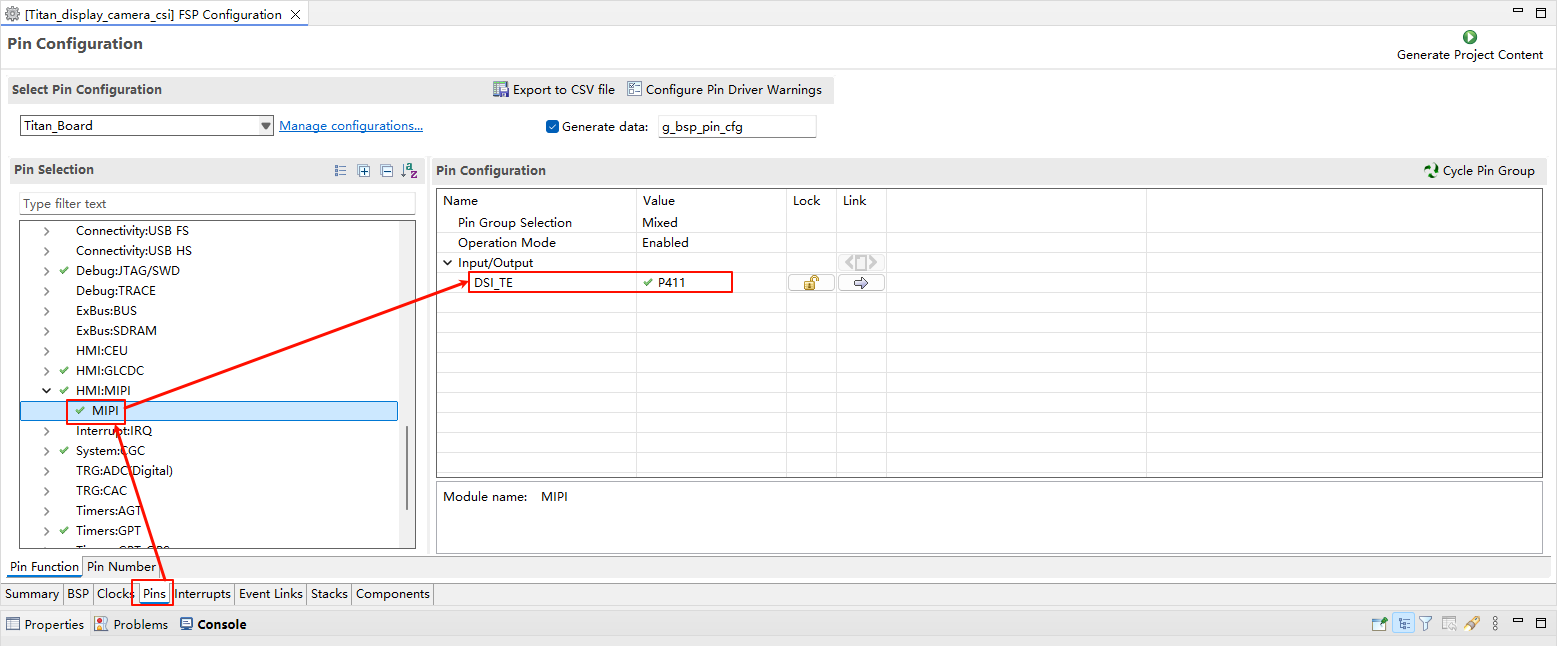 [Titan_display_camera_csi] FSP Configuration
Pin Configuration
Generate Project Content
Select Pin Configuration
Export to CSV file
Configure Pin Driver Warnings
Titan_Board
Manage configurations...
Generate data:
g_bsp_pin_cfg
Pin Selection
Type filter text
Connectivity:USB FS
Connectivity:USB HS
Debug:JTAG/SWD
Debug:TRACE
ExBus:BUS
ExBus:SDRAM
HMI:CEU
HMI:GLCDC
HMI:MIPI
MIPI
Interrupt:IRQ
System:CGC
TRG:ADC(Digital)
TRG:CAC
Timers:AGT
Timers:GPT
Pin Configuration
Cycle Pin Group
Name Value Lock Link
Pin Group Selection Mixed
Operation Mode Enabled
Input/Output
DSI_TE P411
Module name: MIPI
Pin Function Pin Number
Summary BSP Clocks Pins Interrupts Event Links Stacks Components
Properties Problems Console